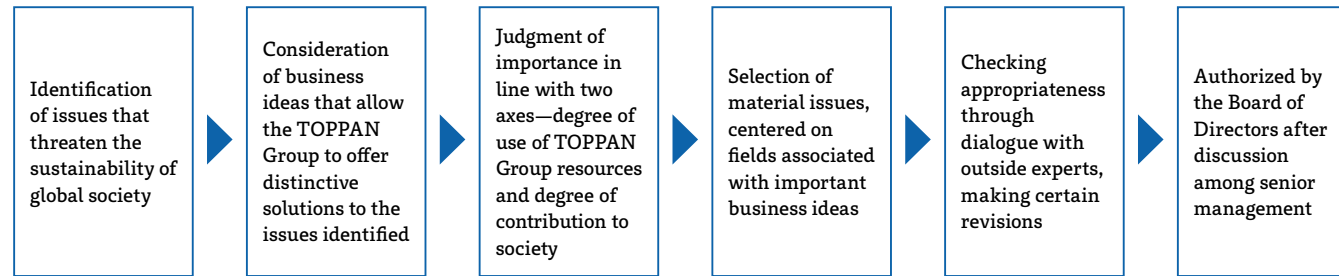 Identification
of issues that
threaten the
sustainability of
global society
Consideration
of business
ideas that allow
the TOPPAN
Group to offer
distinctive
solutions to the
issues identified
Judgment of
importance in
line with two
axes—degree of
use of TOPPAN
Group resources
and degree of
contribution to
society
Selection of
material issues,
centered on
fields associated
with important
business ideas
Checking
appropriateness
through
dialogue with
outside experts,
making certain
revisions
Authorized by
the Board of
Directors after
discussion
among senior
management